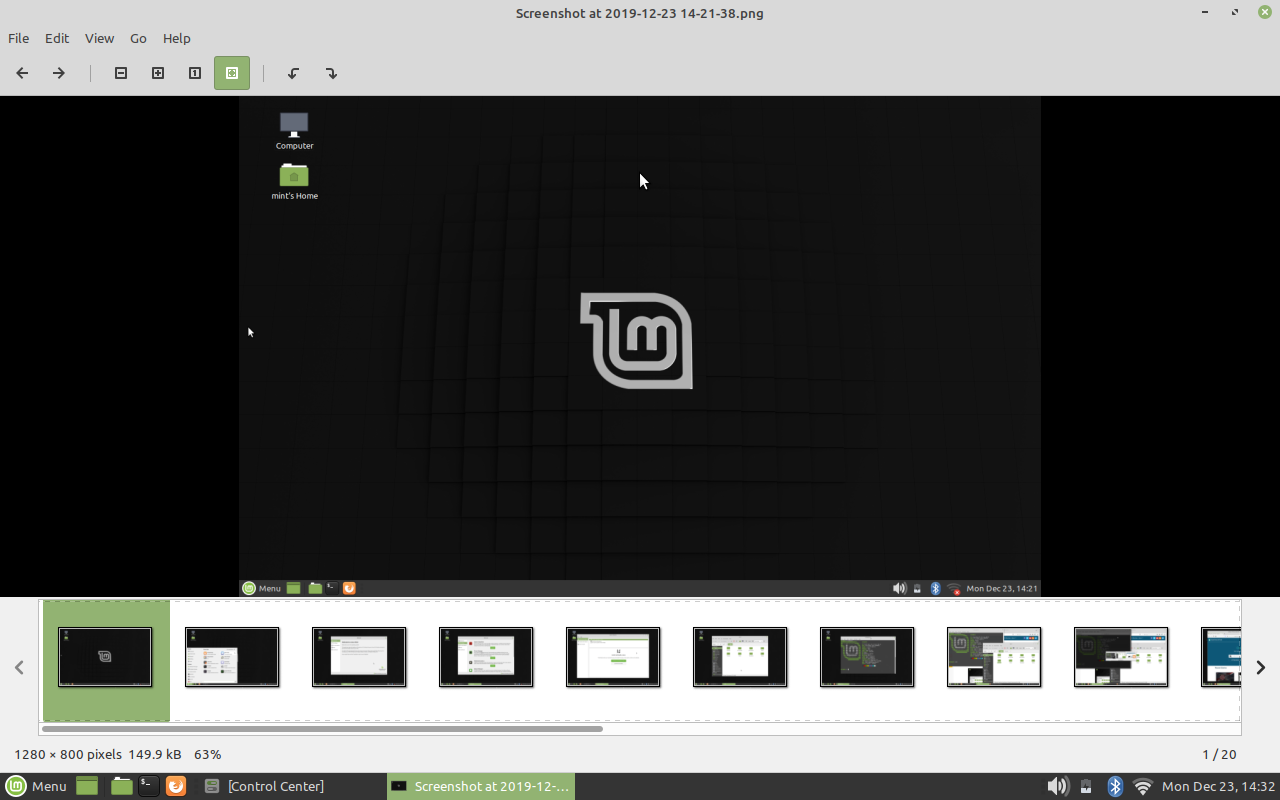 Screenshot at 2019-12-23 14-21-38.png
File Edit View Go Help
Computer
mint's Home
Menu
Mon Dec 23, 14:21
1280 × 800 pixels 149.9 kB 63%
1 / 20
Menu
[Control Center]
Screenshot at 2019-12-...
Mon Dec 23, 14:32